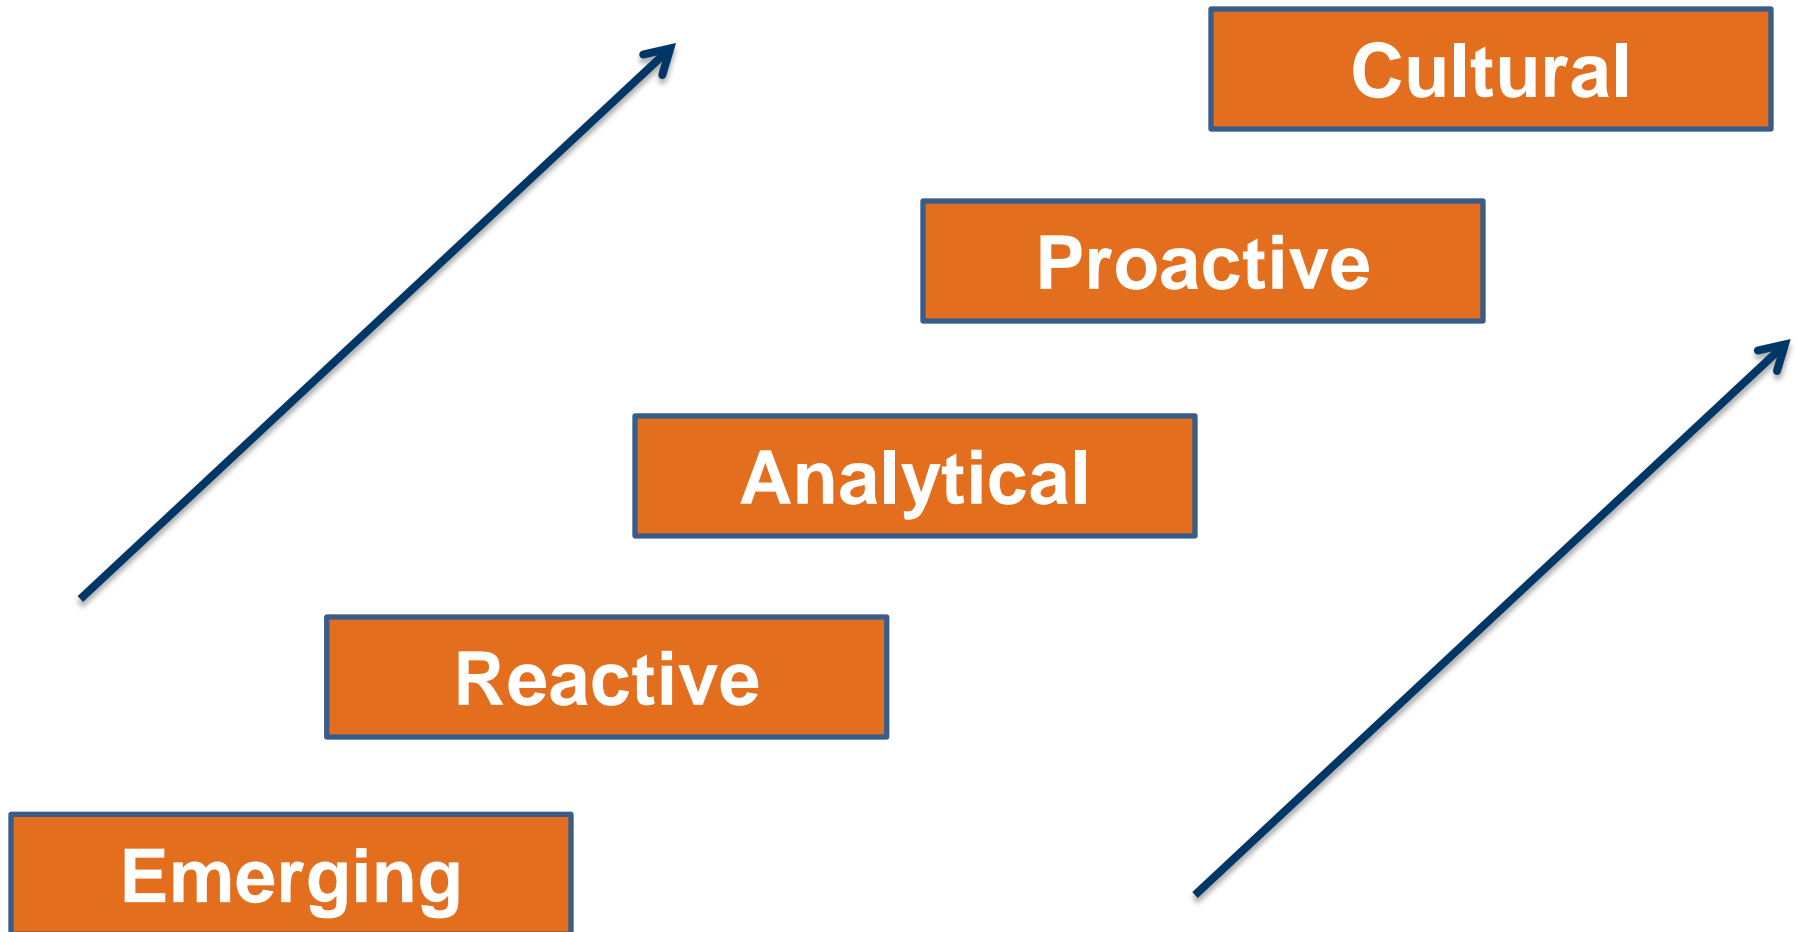 Cultural
Proactive
Analytical
Reactive
Emerging